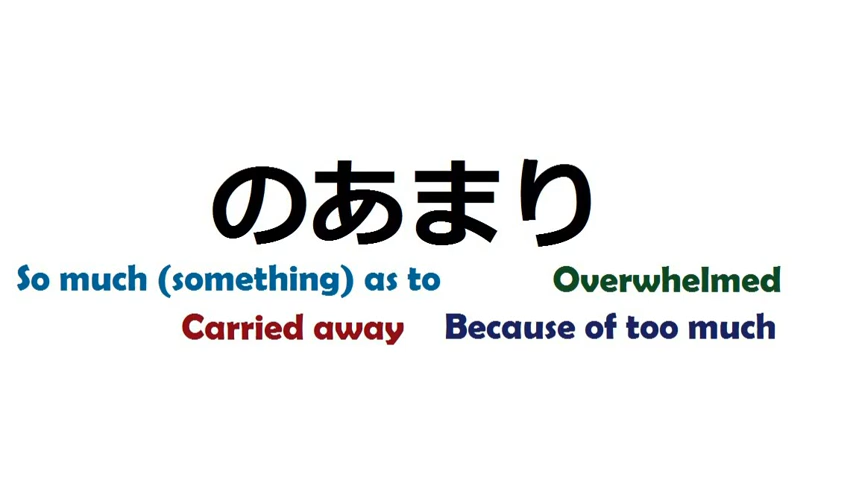 のあまり
So much (something) as to
Overwhelmed
Carried away
Because of too much